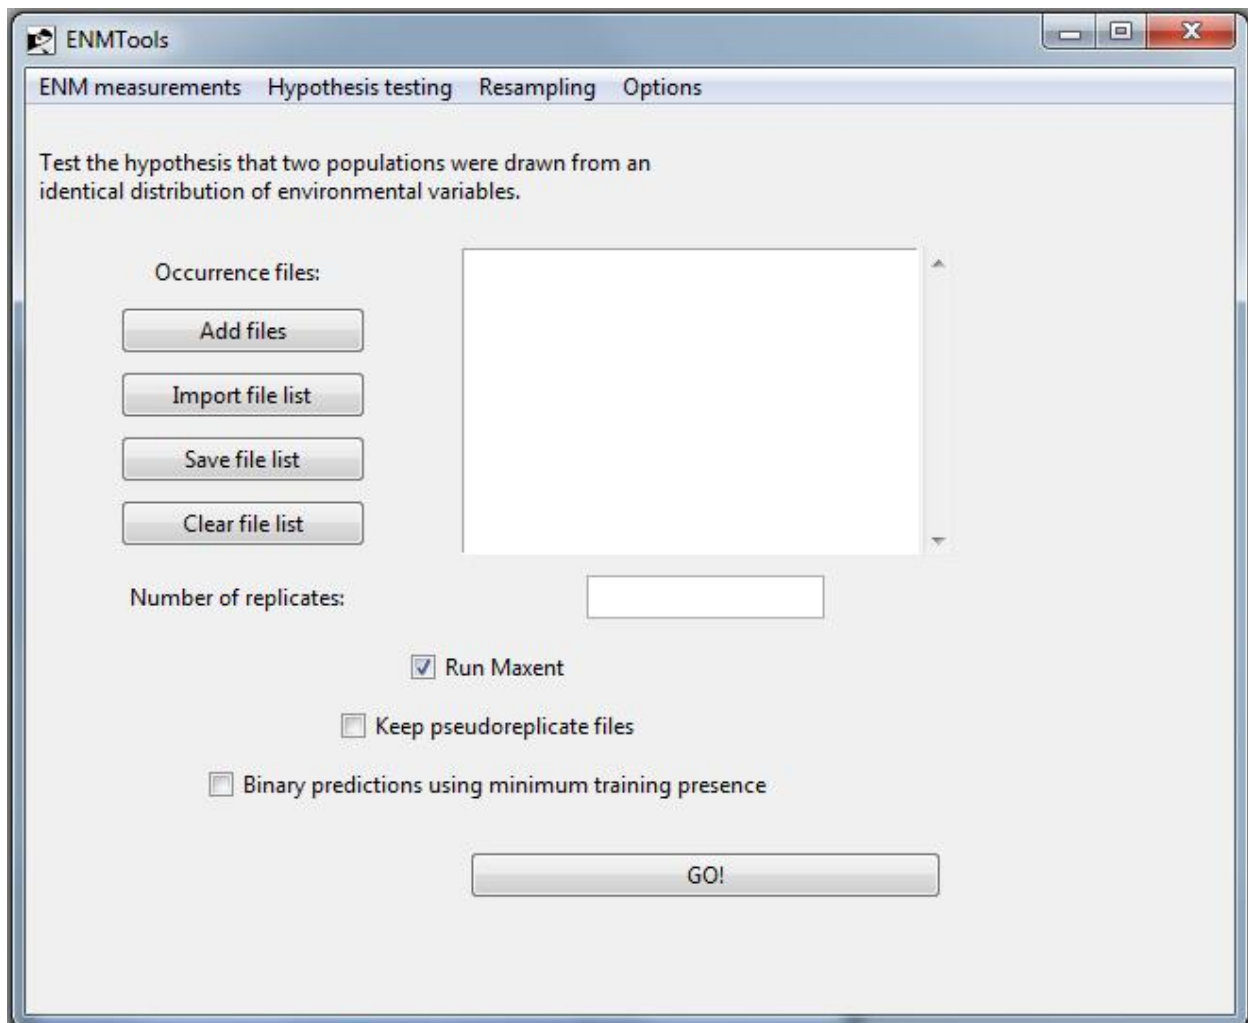 ENMTools
ENM measurements Hypothesis testing Resampling Options
Test the hypothesis that two populations were drawn from an
identical distribution of environmental variables.
Occurrence files:
Add files
Import file list
Save file list
Clear file list
Number of replicates:
Run Maxent
Keep pseudoreplicate files
Binary predictions using minimum training presence
GO!